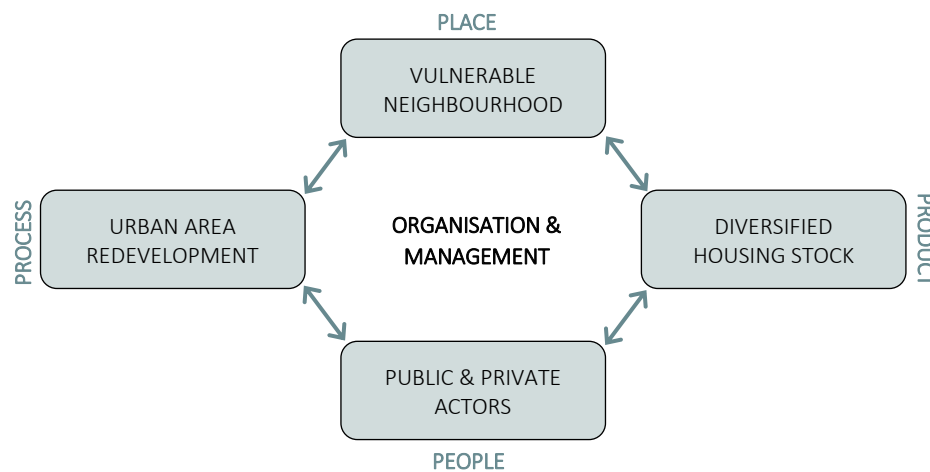 PLACE
VULNERABLE
NEIGHBOURHOOD
PROCESS
URBAN AREA
REDEVELOPMENT
ORGANISATION &
MANAGEMENT
DIVERSIFIED
HOUSING STOCK
PRODUCT
PUBLIC & PRIVATE
ACTORS
PEOPLE